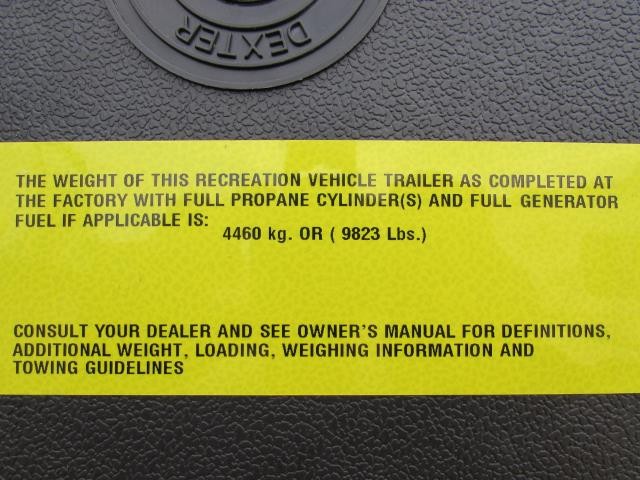 DEXTER
THE WEIGHT OF THIS RECREATION VEHICLE TRAILER AS COMPLETED AT
THE FACTORY WITH FULL PROPANE CYLINDER(S) AND FULL GENERATOR
FUEL IF APPLICABLE IS:
4460 kg. OR ( 9823 Lbs.)
CONSULT YOUR DEALER AND SEE OWNER'S MANUAL FOR DEFINITIONS,
ADDITIONAL WEIGHT, LOADING, WEIGHING INFORMATION AND
TOWING GUIDELINES